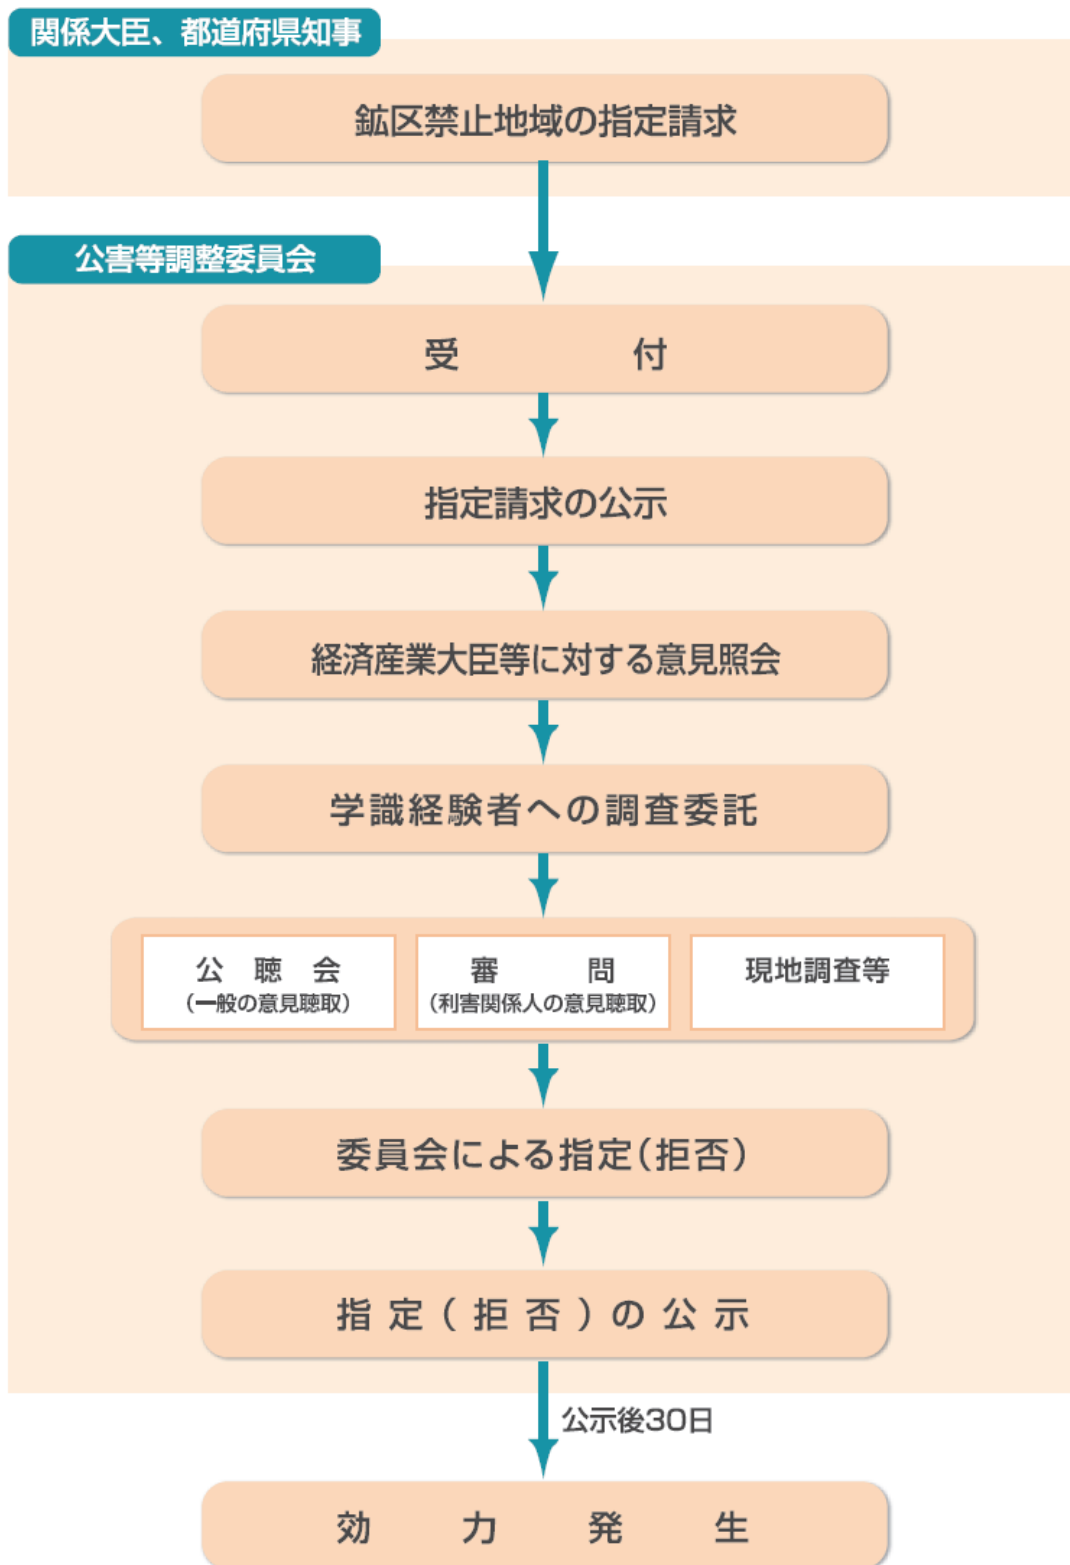 関係大臣、都道府県知事
鉱区禁止地域の指定請求
公害等調整委員会
受付
指定請求の公示
経済産業大臣等に対する意見照会
学識経験者への調査委託
公聴会
(一般の意見聴取)
審問
(利害関係人の意見聴取)
現地調査等
委員会による指定(拒否)
指定(拒否)の公示
公示後30日
効力発生